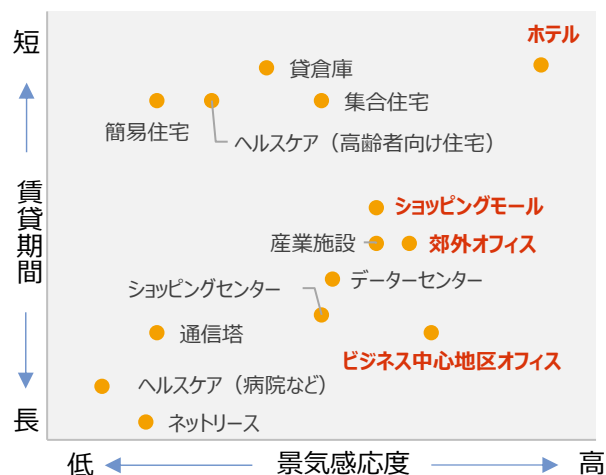 短
ホテル
貸倉庫
集合住宅
簡易住宅
ヘルスケア（高齢者向け住宅）
賃貸期間
ショッピングモール
産業施設
郊外オフィス
データーセンター
ショッピングセンター
通信塔
ビジネス中心地区オフィス
ヘルスケア（病院など）
長
ネットリース
低
景気感応度
高